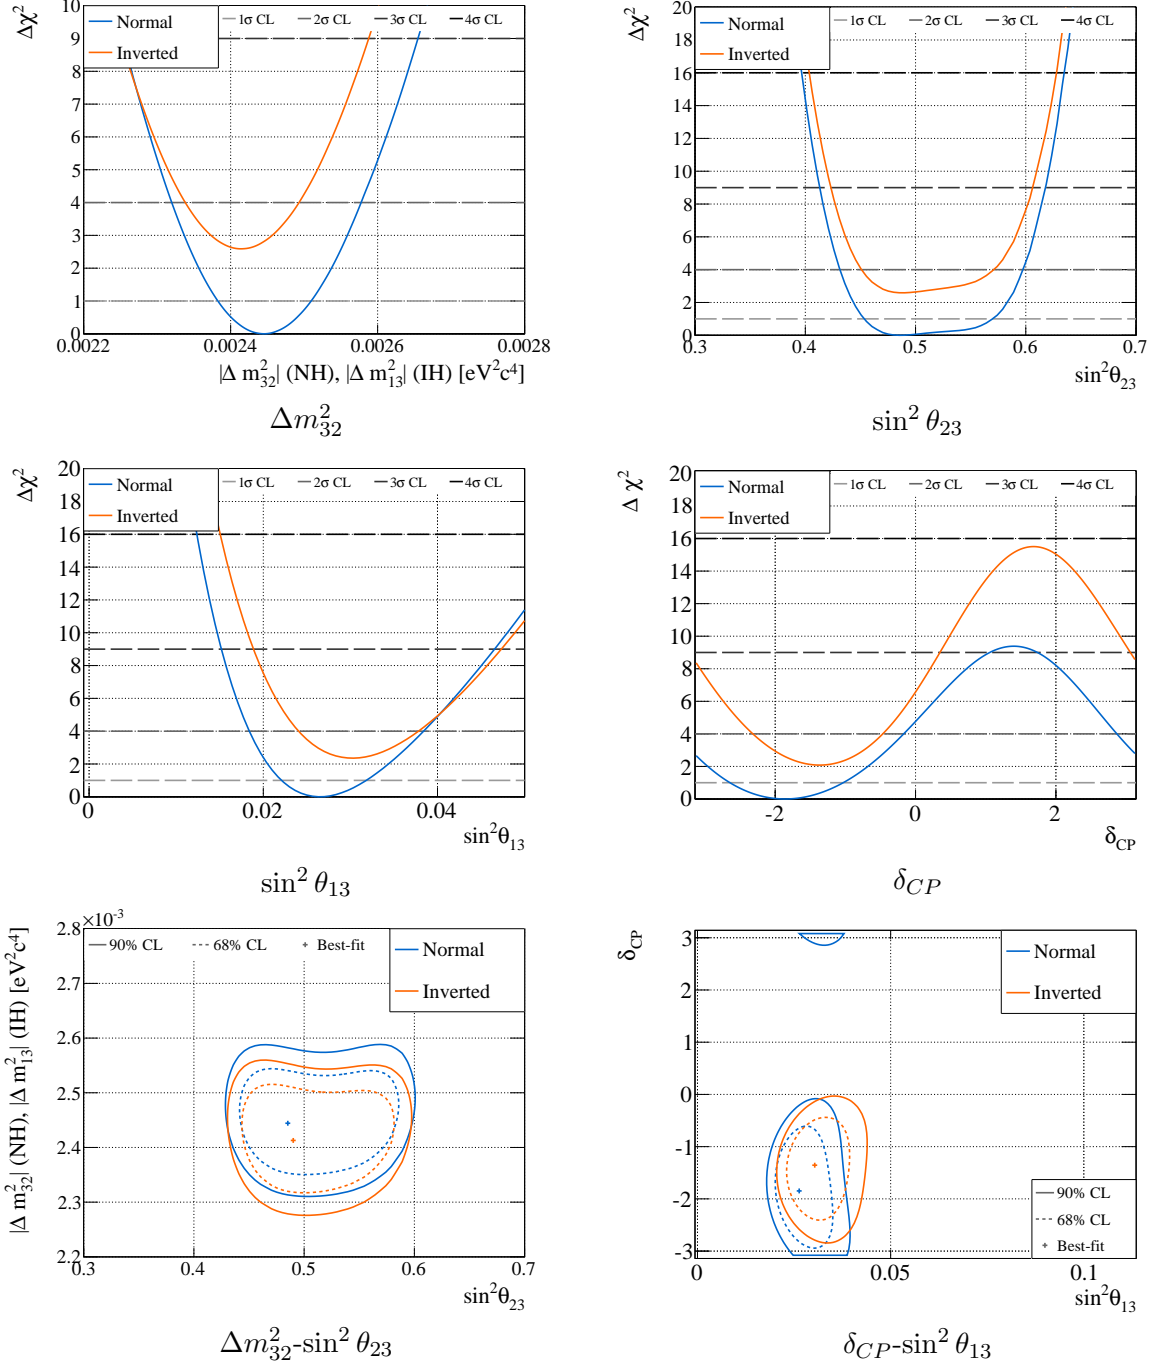 Δχ²
Normal
Inverted
1σ CL 2σ CL 3σ CL 4σ CL
10
9
8
7
6
5
4
3
2
1
0
0.0022 0.0024 0.0026 0.0028
|Δ m²₃₂| (NH), |Δ m²₁₃| (IH) [eV²c⁴]
Δm²₃₂
Δχ²
Normal
Inverted
1σ CL 2σ CL 3σ CL 4σ CL
20
18
16
14
12
10
8
6
4
2
0
0.3 0.4 0.5 0.6 0.7
sin²θ₂₃
sin² θ₂₃
Δχ²
Normal
Inverted
1σ CL 2σ CL 3σ CL 4σ CL
20
18
16
14
12
10
8
6
4
2
0
0 0.02 0.04
sin²θ₁₃
sin² θ₁₃
Δ χ²
Normal
Inverted
1σ CL 2σ CL 3σ CL 4σ CL
20
18
16
14
12
10
8
6
4
2
0
-2 0 2
δCP
δCP
|Δ m²₃₂| (NH), |Δ m²₁₃| (IH) [eV²c⁴]
×10⁻³
90% CL 68% CL Best-fit
Normal
Inverted
2.8
2.7
2.6
2.5
2.4
2.3
2.2
0.3 0.4 0.5 0.6 0.7
sin²θ₂₃
Δm²₃₂-sin² θ₂₃
δCP
Normal
Inverted
3
2
1
0
-1
-2
-3
90% CL
68% CL
Best-fit
0 0.05 0.1
sin²θ₁₃
δCP-sin² θ₁₃